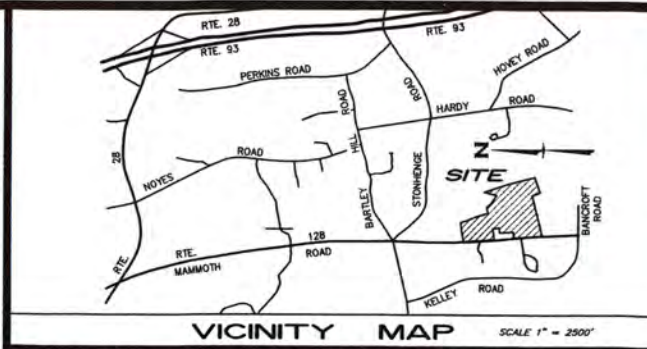 RTE. 28
RTE. 93
RTE. 93
PERKINS ROAD
HOVEY ROAD
ROAD
HARDY ROAD
BARTLEY HILL ROAD
STONHENGE
28
RTE.
NOYES ROAD
N
SITE
BANCROFT ROAD
RTE. 128
MAMMOTH ROAD
KELLEY ROAD
VICINITY MAP SCALE 1" = 2500'